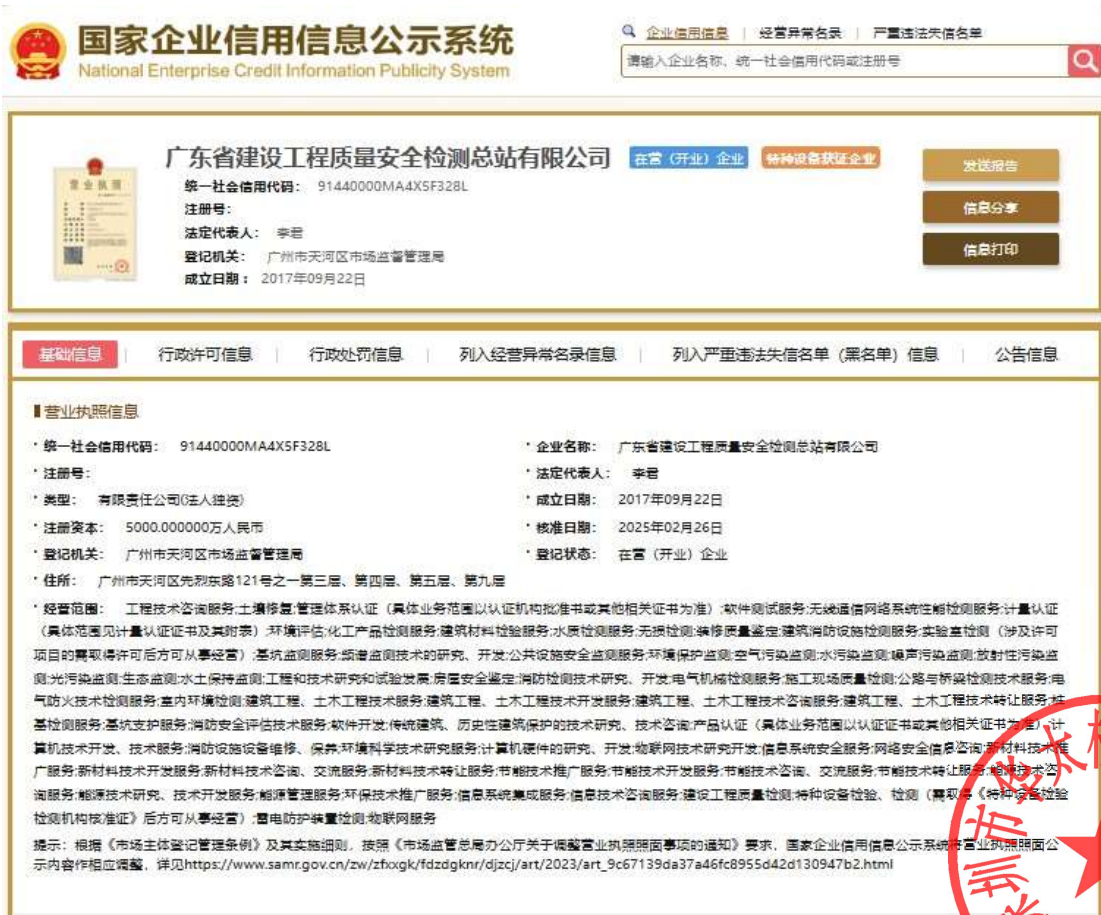 国家企业信用信息公示系统
National Enterprise Credit Information Publicity System
企业信用信息 | 经营异常名录 | 严重违法失信名单
请输入企业名称、统一社会信用代码或注册号
广东省建设工程质量安全检测总站有限公司 在营（开业）企业 特种设备获证企业
营业执照
统一社会信用代码： 91440000MA4X5F328L
注册号：
法定代表人： 李君
登记机关： 广州市天河区市场监督管理局
成立日期： 2017年09月22日
发送报告
信息分享
信息打印
基础信息 | 行政许可信息 | 行政处罚信息 | 列入经营异常名录信息 | 列入严重违法失信名单（黑名单）信息 | 公告信息
营业执照信息
· 统一社会信用代码： 91440000MA4X5F328L · 企业名称： 广东省建设工程质量安全检测总站有限公司
· 注册号： · 法定代表人： 李君
· 类型： 有限责任公司(法人独资) · 成立日期： 2017年09月22日
· 注册资本： 5000.000000万人民币 · 核准日期： 2025年02月26日
· 登记机关： 广州市天河区市场监督管理局 · 登记状态： 在营（开业）企业
· 住所： 广州市天河区先烈东路121号之一第三层、第四层、第五层、第九层
· 经营范围： 工程技术咨询服务;土壤修复;管理体系认证（具体业务范围以认证机构批准书或其他相关证书为准）;软件测试服务;无线通信网络系统性能检测服务;计量认证
（具体范围见计量认证证书及其附表）;环境评估;化工产品检测服务;建筑材料检验服务;水质检测服务;无损检测;装修质量鉴定;建筑消防设施检测服务;实验室检测（涉及许可
项目的需取得许可后方可从事经营）;基坑监测服务;频谱监测技术的研究、开发;公共设施安全监测服务;环境保护监测;空气污染监测;水污染监测;噪声污染监测;放射性污染监
测;光污染监测;生态监测;水土保持监测;工程和技术研究和试验发展;房屋安全鉴定;消防检测技术研究、开发;电气机械检测服务;施工现场质量检测;公路与桥梁检测技术服务;电
气防火技术检测服务;室内环境检测;建筑工程、土木工程技术服务;建筑工程、土木工程技术开发服务;建筑工程、土木工程技术咨询服务;建筑工程、土木工程技术转让服务;桩
基检测服务;基坑支护服务;消防安全评估技术服务;软件开发;传统建筑、历史性建筑保护的技术研究、技术咨询;产品认证（具体业务范围以认证证书或其他相关证书为准）;计
算机技术开发、技术服务;消防设施设备维修、保养;环境科学技术研究服务;计算机硬件的研究、开发;物联网技术研究开发;信息系统安全服务;网络安全信息咨询;新材料技术推
广服务;新材料技术开发服务;新材料技术咨询、交流服务;新材料技术转让服务;节能技术推广服务;节能技术开发服务;节能技术咨询、交流服务;节能技术转让服务;能源技术咨
询服务;能源技术研究、技术开发服务;能源管理服务;环保技术推广服务;信息系统集成服务;信息技术咨询服务;建设工程质量检测;特种设备检验、检测（需取得《特种设备检验
检测机构核准证》后方可从事经营）;雷电防护装置检测;物联网服务
提示：根据《市场主体登记管理条例》及其实施细则，按照《市场监管总局办公厅关于调整营业执照照面事项的通知》要求，国家企业信用信息公示系统将营业执照照面公
示内容作相应调整，详见https://www.samr.gov.cn/zw/zfxxgk/fdzdgknr/djzcj/art/2023/art_9c67139da37a46fc8955d42d130947b2.html